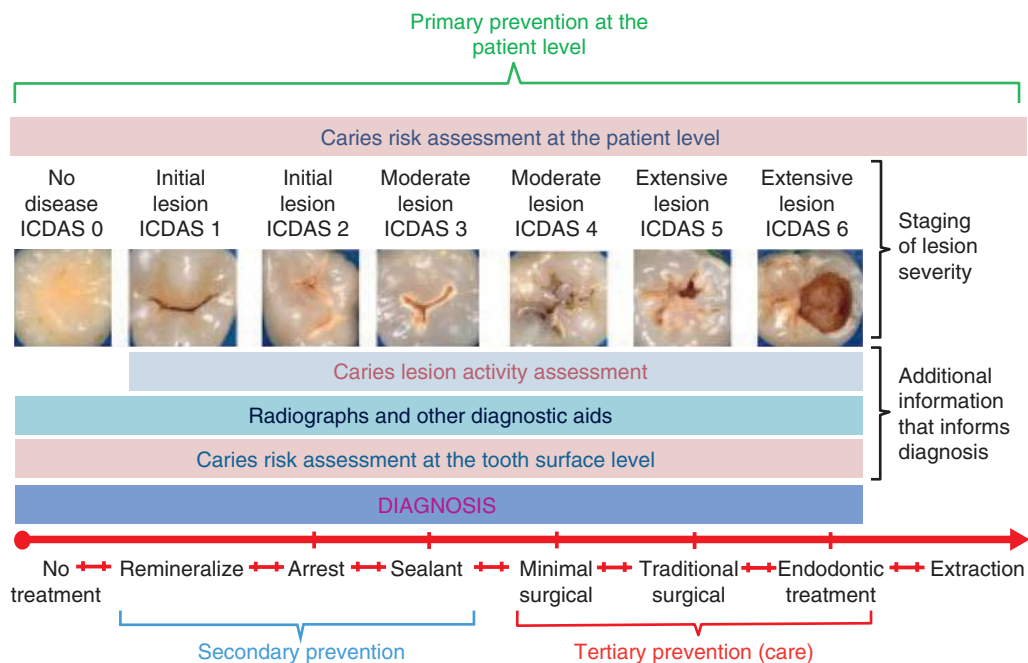 Primary prevention at the
patient level
Caries risk assessment at the patient level
No
disease
ICDAS 0
Initial
lesion
ICDAS 1
Initial
lesion
ICDAS 2
Moderate
lesion
ICDAS 3
Moderate
lesion
ICDAS 4
Extensive
lesion
ICDAS 5
Extensive
lesion
ICDAS 6
Staging
of lesion
severity
Caries lesion activity assessment
Radiographs and other diagnostic aids
Caries risk assessment at the tooth surface level
Additional
information
that informs
diagnosis
DIAGNOSIS
No
treatment
Remineralize
Arrest
Sealant
Minimal
surgical
Traditional
surgical
Endodontic
treatment
Extraction
Secondary prevention
Tertiary prevention (care)